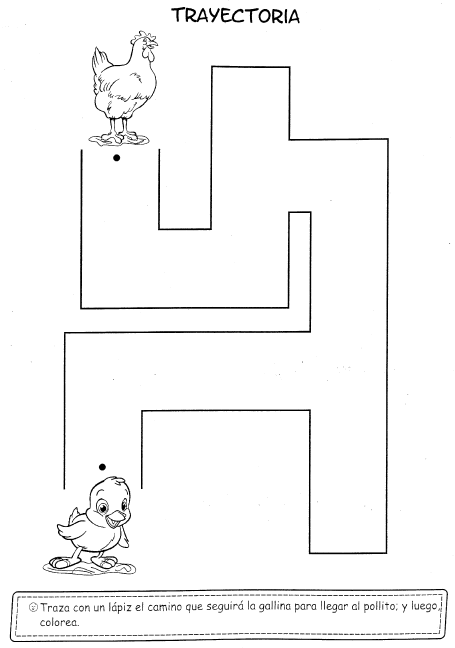 TRAYECTORIA
Traza con un lápiz el camino que seguirá la gallina para llegar al pollito; y luego,
colorea.